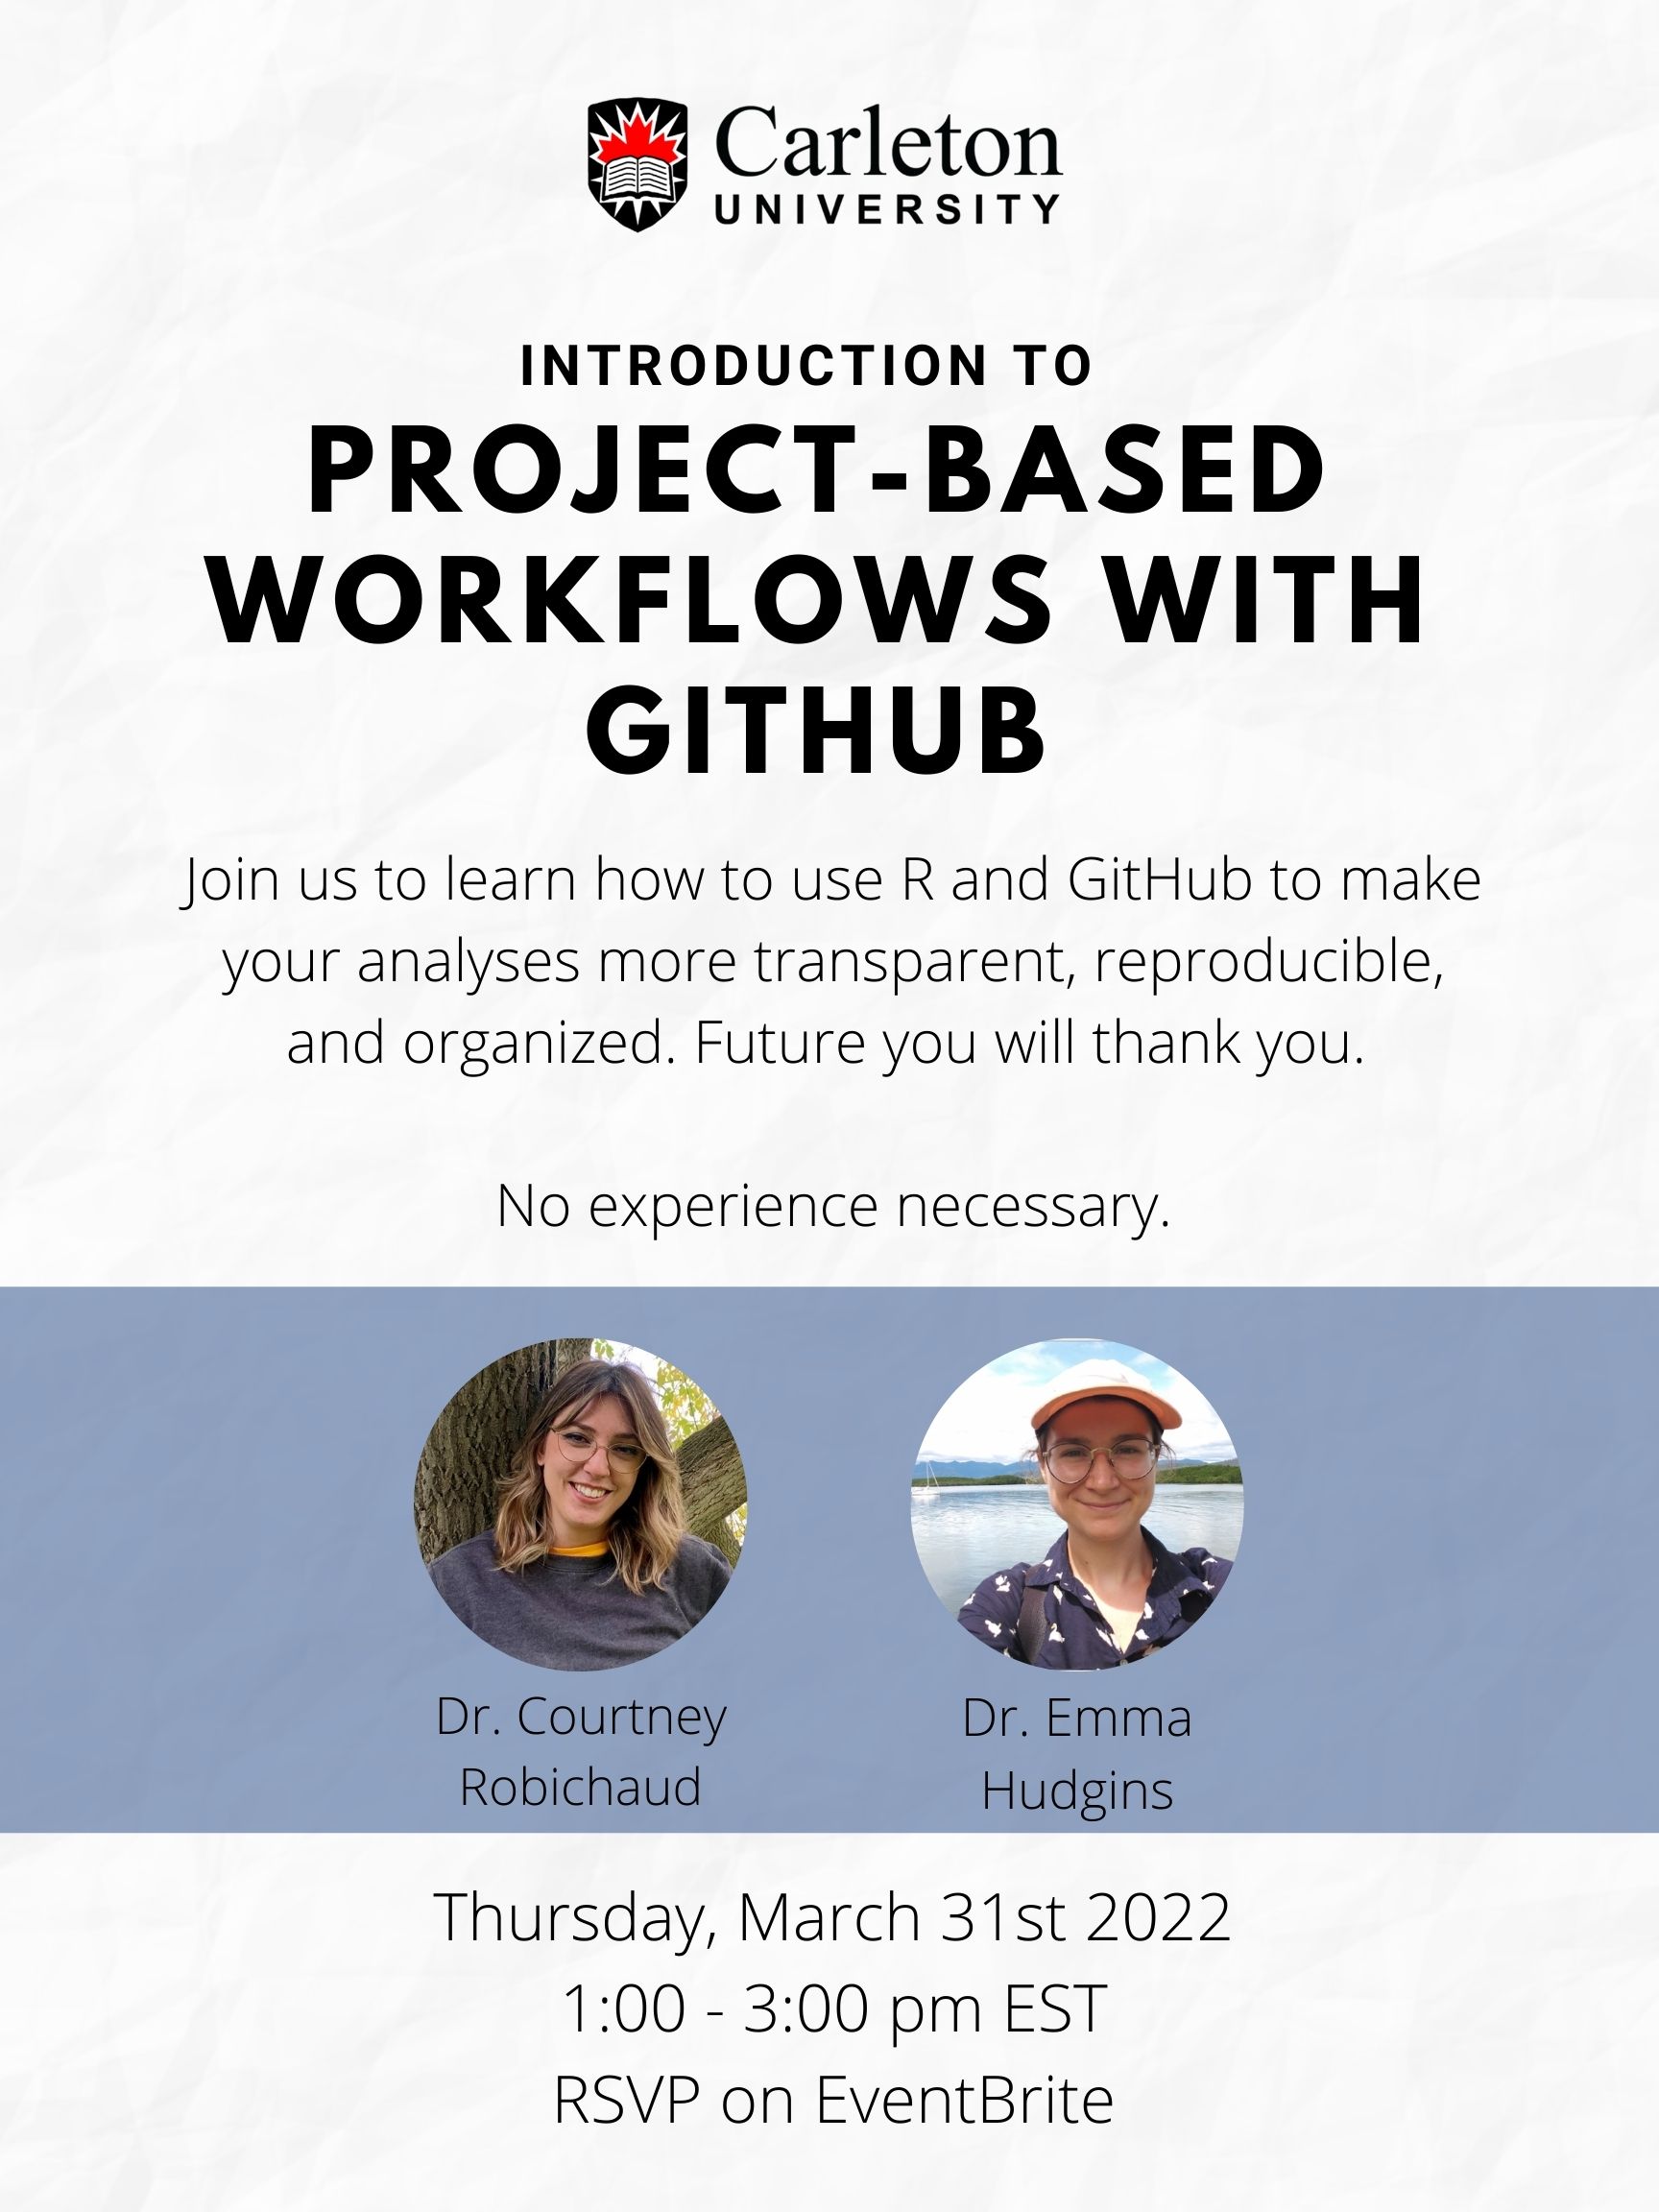 Carleton
UNIVERSITY
INTRODUCTION TO
PROJECT-BASED
WORKFLOWS WITH
GITHUB
Join us to learn how to use R and GitHub to make
your analyses more transparent, reproducible,
and organized. Future you will thank you.
No experience necessary.
Dr. Courtney
Robichaud
Dr. Emma
Hudgins
Thursday, March 31st 2022
1:00 - 3:00 pm EST
RSVP on EventBrite